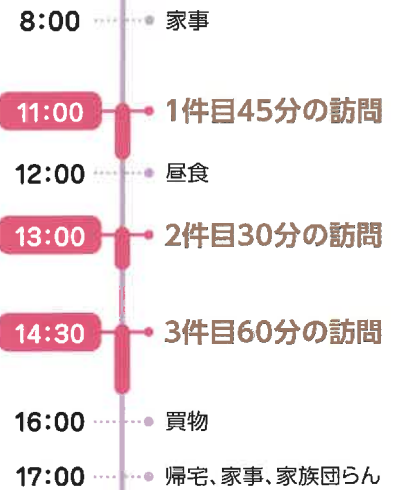 8:00 家事
11:00 1件目45分の訪問
12:00 昼食
13:00 2件目30分の訪問
14:30 3件目60分の訪問
16:00 買物
17:00 帰宅、家事、家族団らん